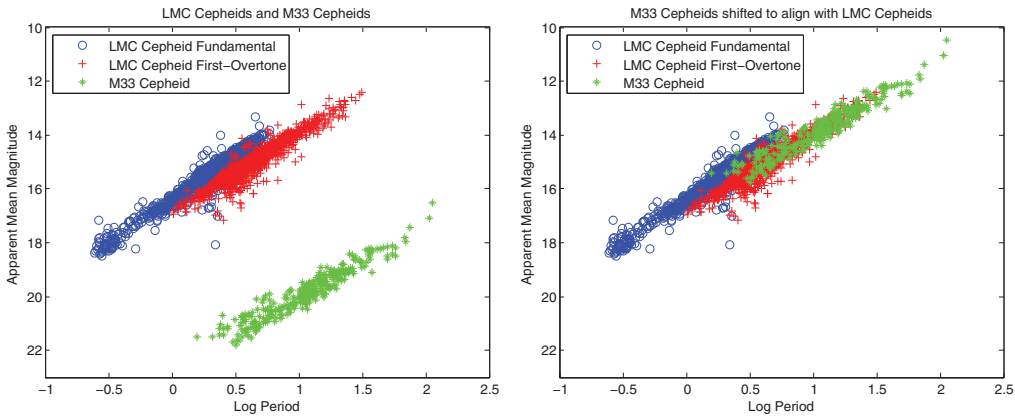 LMC Cepheids and M33 Cepheids
LMC Cepheid Fundamental
LMC Cepheid First−Overtone
M33 Cepheid
10
12
14
16
18
20
22
Apparent Mean Magnitude
−1
−0.5
0
0.5
1
1.5
2
2.5
Log Period
M33 Cepheids shifted to align with LMC Cepheids
LMC Cepheid Fundamental
LMC Cepheid First−Overtone
M33 Cepheid
10
12
14
16
18
20
22
Apparent Mean Magnitude
−1
−0.5
0
0.5
1
1.5
2
2.5
Log Period